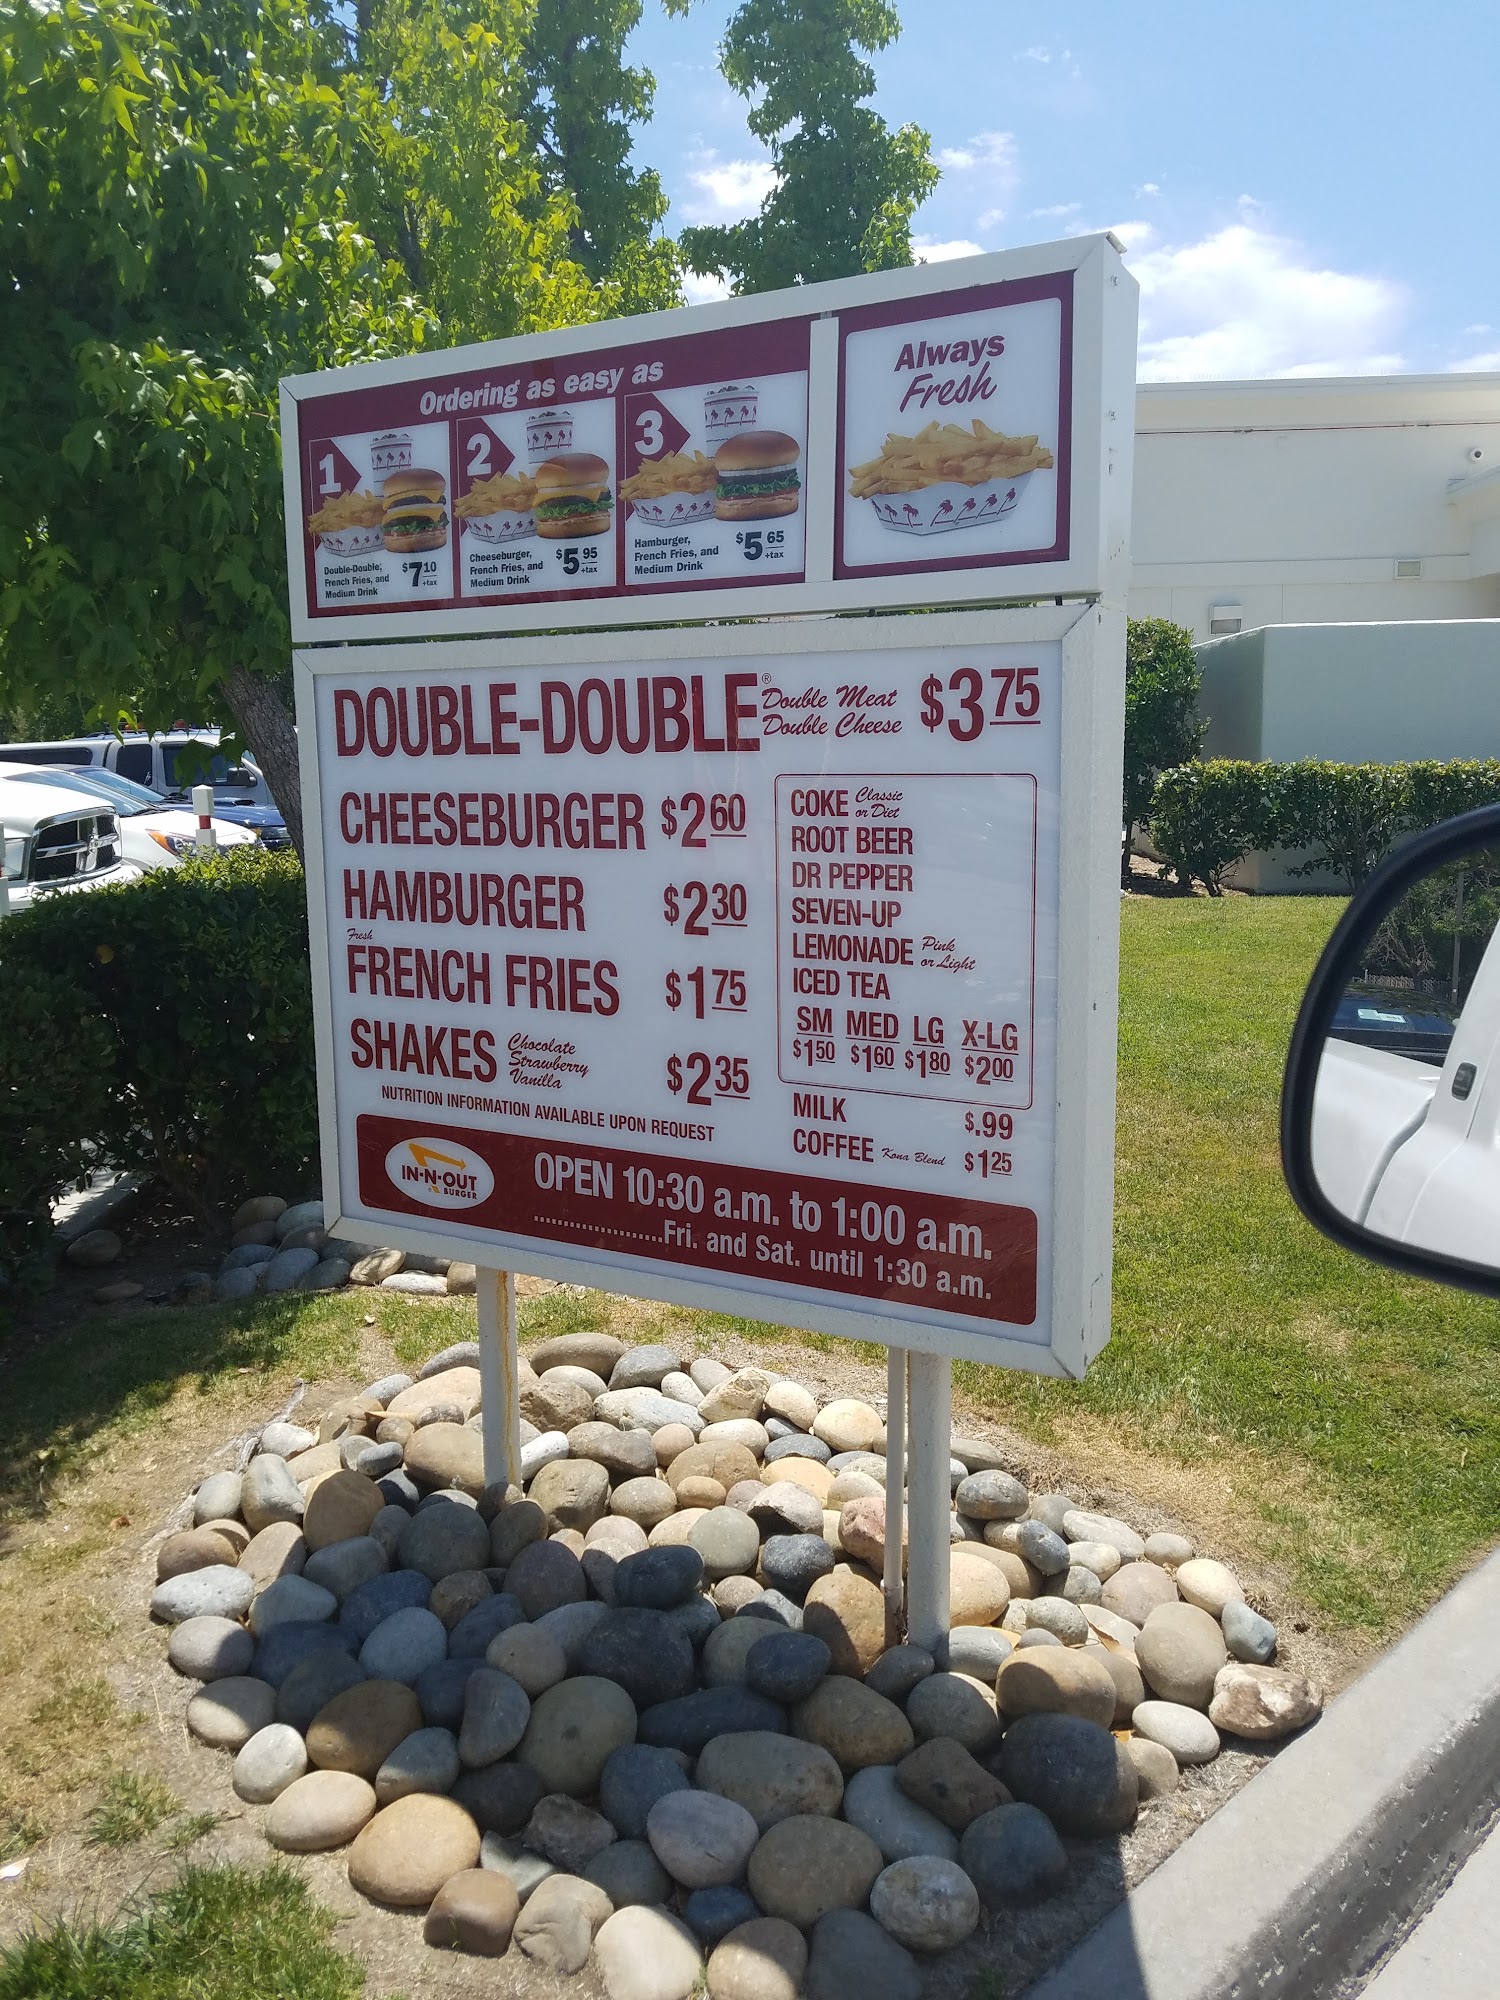 Ordering as easy as
1
Double-Double,
French Fries, and
Medium Drink
$7 10
+tax
2
Cheeseburger,
French Fries, and
Medium Drink
$5 95
+tax
3
Hamburger,
French Fries, and
Medium Drink
$5 65
+tax
Always
Fresh
DOUBLE-DOUBLE® Double Meat Double Cheese $3 75
CHEESEBURGER $2 60
HAMBURGER $2 30
Fresh
FRENCH FRIES $1 75
SHAKES Chocolate Strawberry Vanilla $2 35
NUTRITION INFORMATION AVAILABLE UPON REQUEST
COKE Classic or Diet
ROOT BEER
DR PEPPER
SEVEN-UP
LEMONADE Pink or Light
ICED TEA
SM MED LG X-LG
$1 50 $1 60 $1 80 $2 00
MILK $.99
COFFEE Kona Blend $1 25
IN-N-OUT
BURGER
OPEN 10:30 a.m. to 1:00 a.m.
......................Fri. and Sat. until 1:30 a.m.